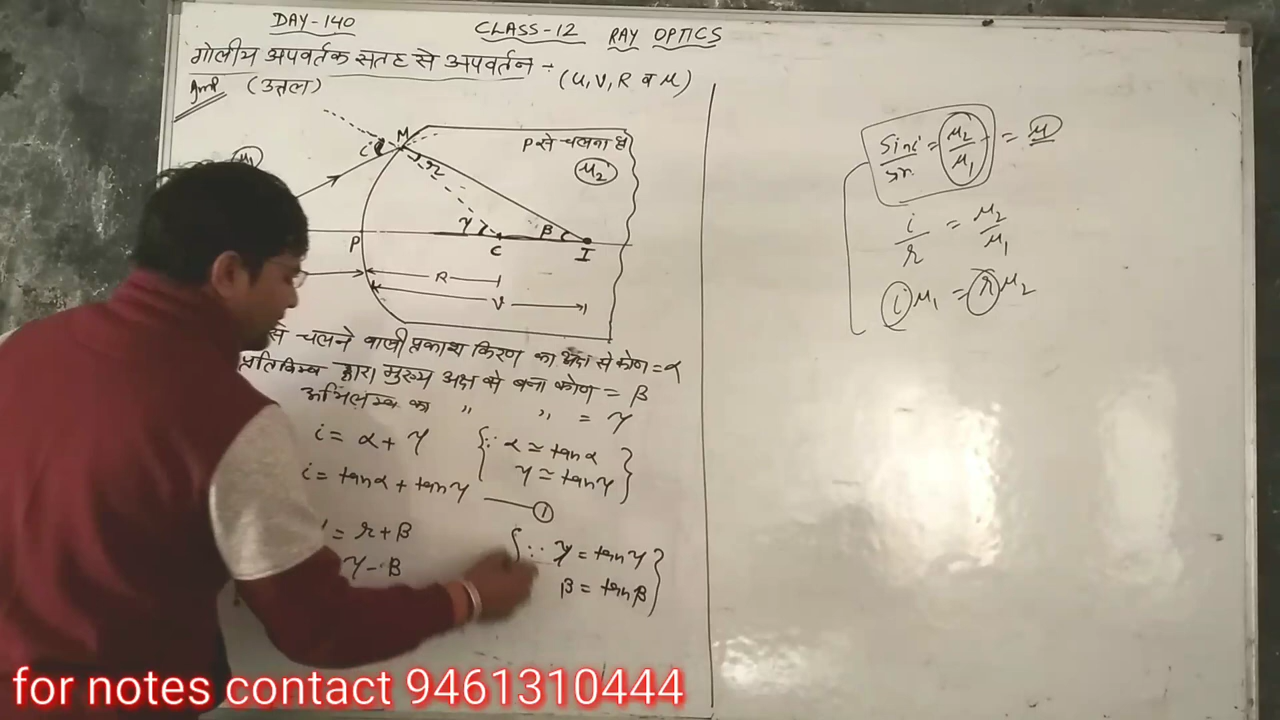 DAY-140
CLASS-12 RAY OPTICS
गोलीय अपवर्तक सतह से अपवर्तन :-
(u, v, R व μ)
Imp (उत्तल)
M
i
r
P से चलना है
μ₁
μ₂
γ
β
P
C
I
R
V
से चलने वाली प्रकाश किरण का अक्ष से कोण = α
प्रतिबिम्ब द्वारा मुख्य अक्ष से बना कोण = β
अभिलम्ब का " " = γ
i = α + γ
{∵ α ≃ tanα
γ ≃ tanγ}
i = tanα + tanγ — ①
= r + β
γ - β
{∵ γ = tanγ
β = tanβ}
Sin i / Sin r = μ₂/μ₁ = μ
i/r = μ₂/μ₁
i μ₁ = r μ₂
for notes contact 9461310444